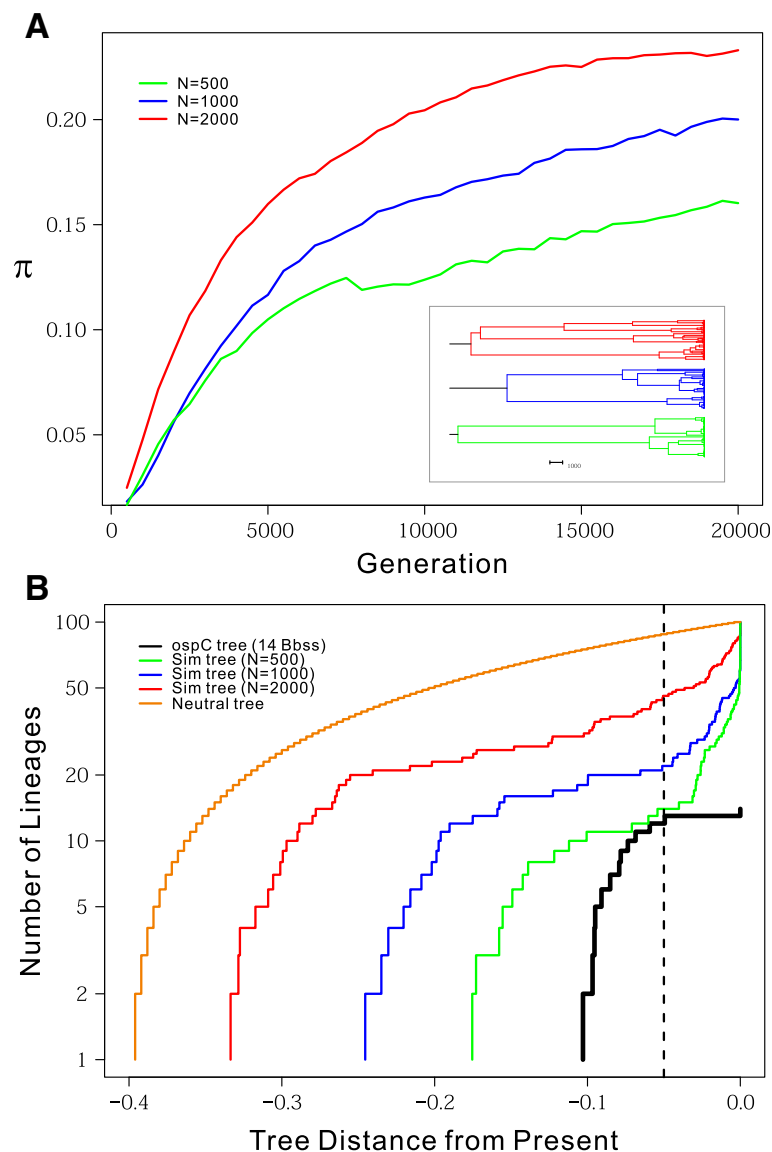 A
N=500
N=1000
N=2000
0.20
0.15
0.10
0.05
π
1000
0 5000 10000 15000 20000
Generation
B
100
50
20
10
5
2
1
ospC tree (14 Bbss)
Sim tree (N=500)
Sim tree (N=1000)
Sim tree (N=2000)
Neutral tree
Number of Lineages
−0.4 −0.3 −0.2 −0.1 0.0
Tree Distance from Present